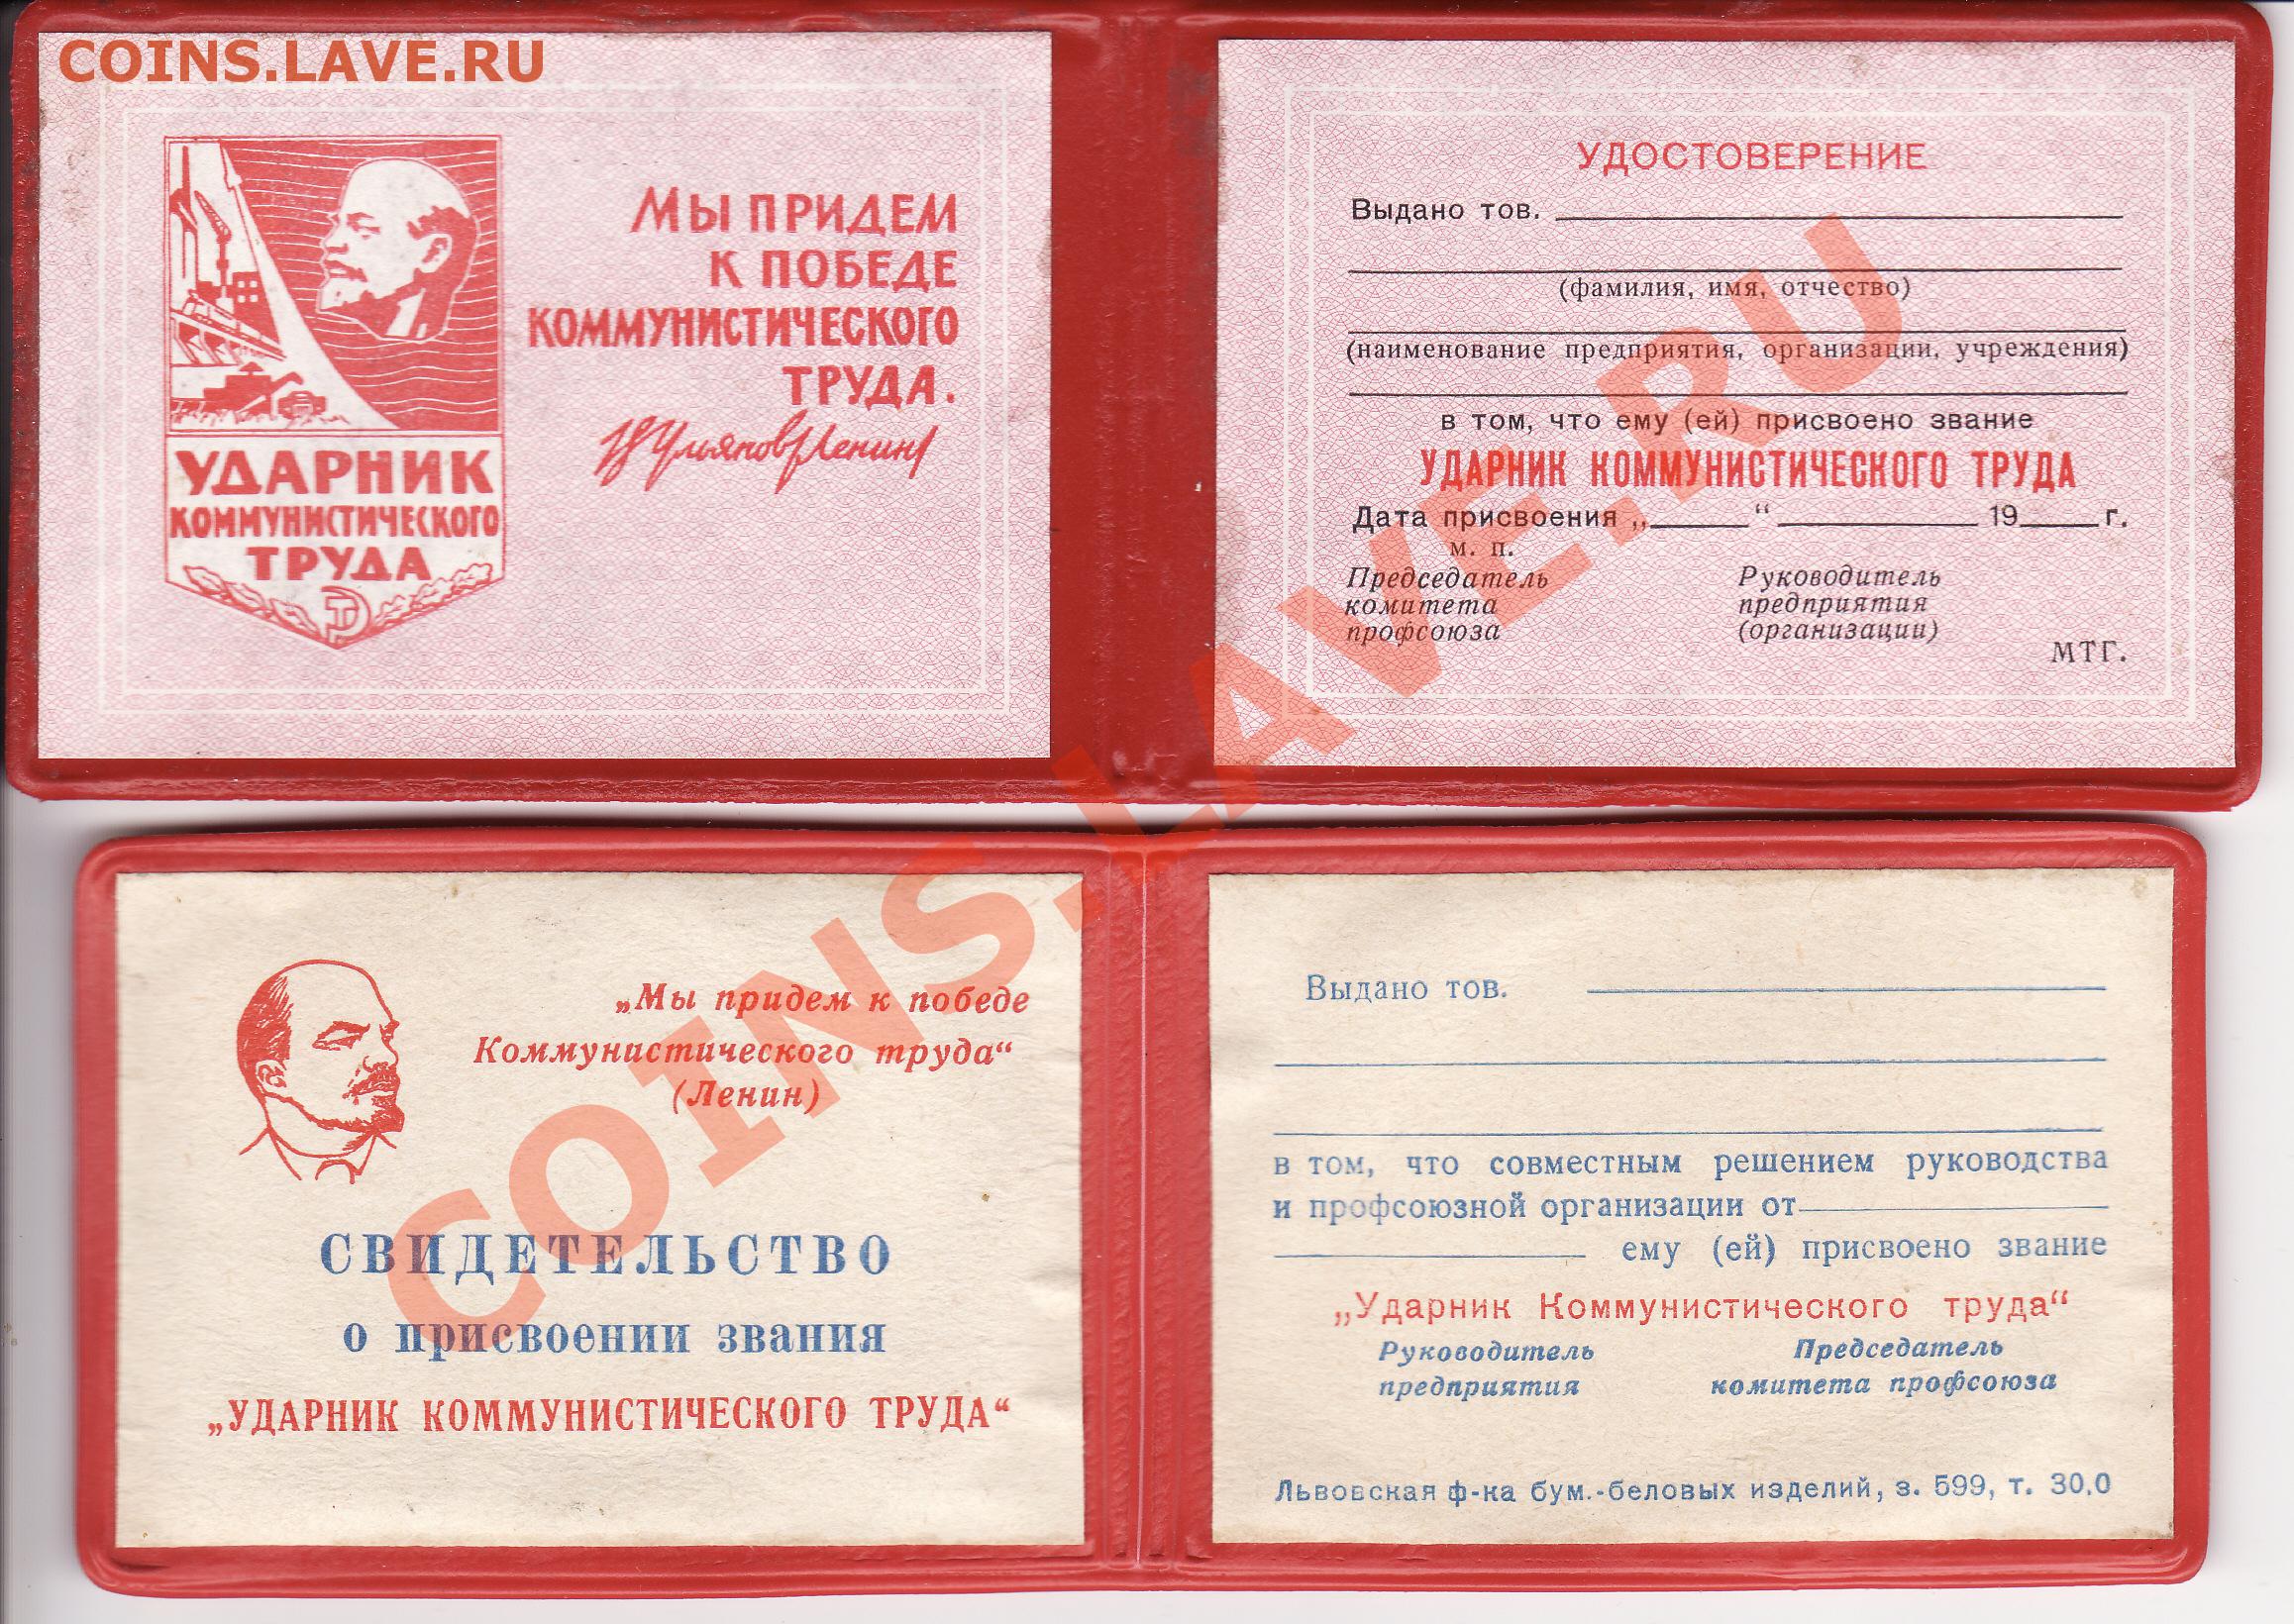 COINS.LAVE.RU
УДАРНИК
КОММУНИСТИЧЕСКОГО
ТРУДА
МЫ ПРИДЕМ
К ПОБЕДЕ
КОММУНИСТИЧЕСКОГО
ТРУДА.
В Ульянов (Ленин)
УДОСТОВЕРЕНИЕ
Выдано тов.
(фамилия, имя, отчество)
(наименование предприятия, организации, учреждения)
в том, что ему (ей) присвоено звание
УДАРНИК КОММУНИСТИЧЕСКОГО ТРУДА
Дата присвоения „______“ ____________ 19____г.
м. п.
Председатель Руководитель
комитета предприятия
профсоюза (организации)
МТГ.
„Мы придем к победе
Коммунистического труда“
(Ленин)
СВИДЕТЕЛЬСТВО
о присвоении звания
„УДАРНИК КОММУНИСТИЧЕСКОГО ТРУДА“
Выдано тов.
в том, что совместным решением руководства
и профсоюзной организации от
ему (ей) присвоено звание
„Ударник Коммунистического труда“
Руководитель Председатель
предприятия комитета профсоюза
Львовская ф-ка бум.-беловых изделий, з. 599, т. 30.0
COINS.LAVE.RU